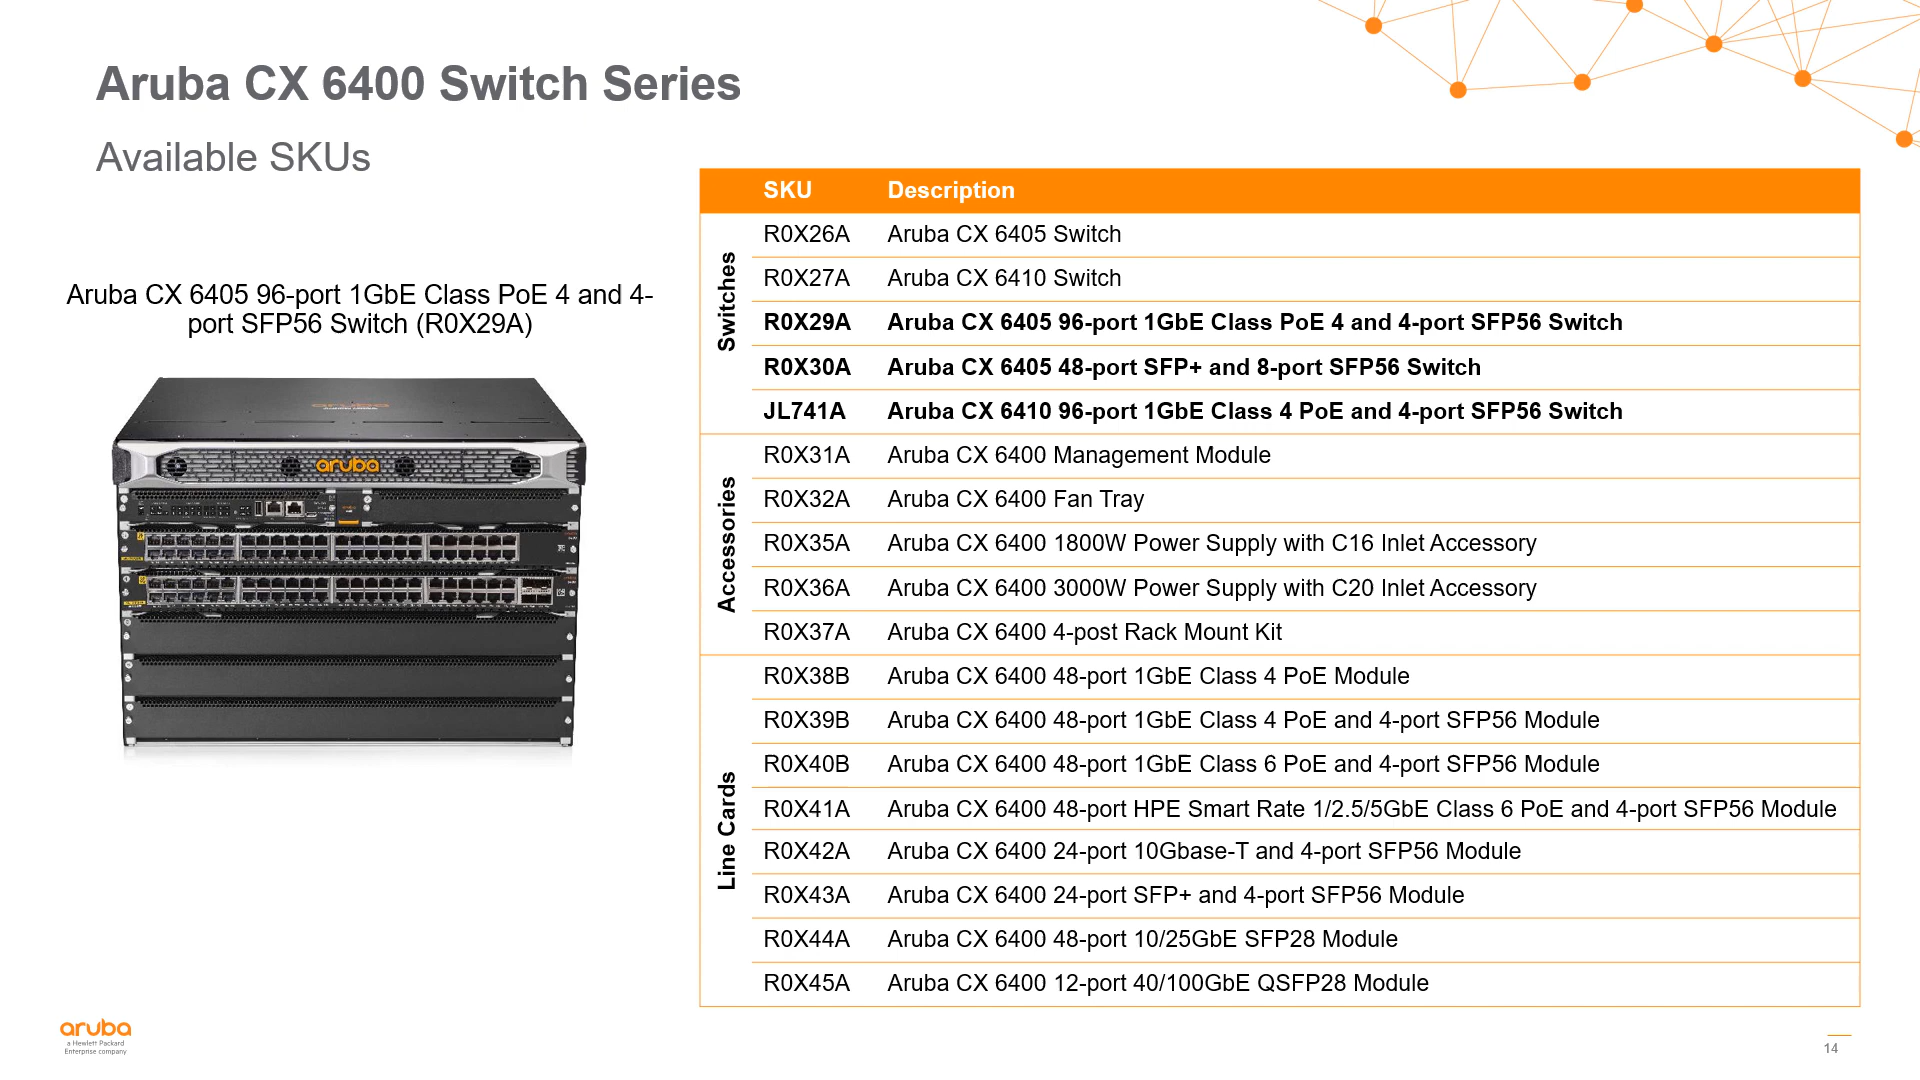 Aruba CX 6400 Switch Series
Available SKUs
Aruba CX 6405 96-port 1GbE Class PoE 4 and 4-
port SFP56 Switch (R0X29A)
aruba
aruba
SKU Description
Switches
R0X26A Aruba CX 6405 Switch
R0X27A Aruba CX 6410 Switch
R0X29A Aruba CX 6405 96-port 1GbE Class PoE 4 and 4-port SFP56 Switch
R0X30A Aruba CX 6405 48-port SFP+ and 8-port SFP56 Switch
JL741A Aruba CX 6410 96-port 1GbE Class 4 PoE and 4-port SFP56 Switch
Accessories
R0X31A Aruba CX 6400 Management Module
R0X32A Aruba CX 6400 Fan Tray
R0X35A Aruba CX 6400 1800W Power Supply with C16 Inlet Accessory
R0X36A Aruba CX 6400 3000W Power Supply with C20 Inlet Accessory
R0X37A Aruba CX 6400 4-post Rack Mount Kit
Line Cards
R0X38B Aruba CX 6400 48-port 1GbE Class 4 PoE Module
R0X39B Aruba CX 6400 48-port 1GbE Class 4 PoE and 4-port SFP56 Module
R0X40B Aruba CX 6400 48-port 1GbE Class 6 PoE and 4-port SFP56 Module
R0X41A Aruba CX 6400 48-port HPE Smart Rate 1/2.5/5GbE Class 6 PoE and 4-port SFP56 Module
R0X42A Aruba CX 6400 24-port 10Gbase-T and 4-port SFP56 Module
R0X43A Aruba CX 6400 24-port SFP+ and 4-port SFP56 Module
R0X44A Aruba CX 6400 48-port 10/25GbE SFP28 Module
R0X45A Aruba CX 6400 12-port 40/100GbE QSFP28 Module
aruba
a Hewlett Packard
Enterprise company
14